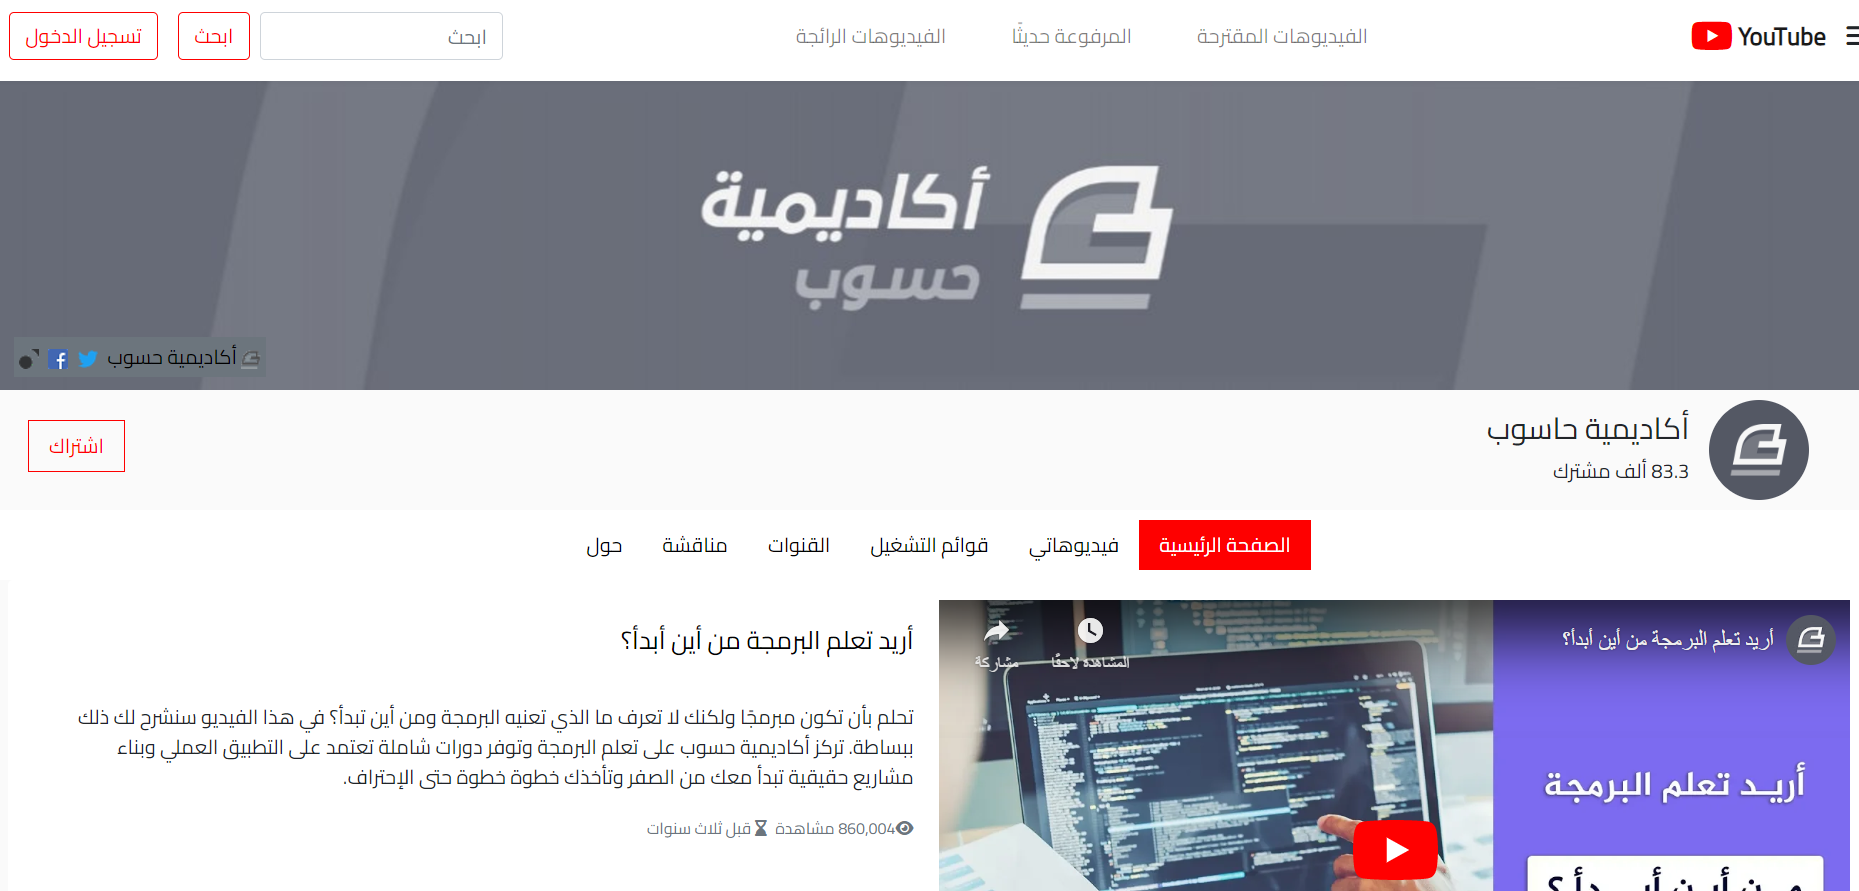 YouTube
الفيديوهات المقترحة
المرفوعة حديثًا
الفيديوهات الرائجة
ابحث
ابحث
تسجيل الدخول
أكاديمية
حسوب
أكاديمية حسوب
أكاديمية حاسوب
83.3 ألف مشترك
اشتراك
الصفحة الرئيسية
فيديوهاتي
قوائم التشغيل
القنوات
مناقشة
حول
أريد تعلم البرمجة من أين أبدأ؟
المشاهدة لاحقًا
مشاركة
أريـد تعلم البرمجة
مـن أيـن أبـدأ ؟
أريد تعلم البرمجة من أين أبدأ؟
تحلم بأن تكون مبرمجًا ولكنك لا تعرف ما الذي تعنيه البرمجة ومن أين تبدأ؟ في هذا الفيديو سنشرح لك ذلك
ببساطة. تركز أكاديمية حسوب على تعلم البرمجة وتوفر دورات شاملة تعتمد على التطبيق العملي وبناء
مشاريع حقيقية تبدأ معك من الصفر وتأخذك خطوة خطوة حتى الإحتراف.
860,004 مشاهدة قبل ثلاث سنوات